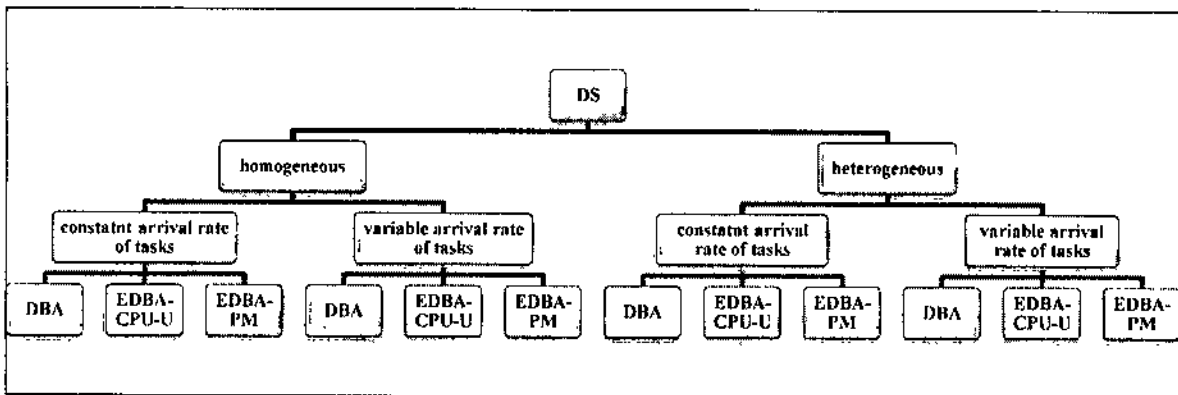 DS
homogeneous
heterogeneous
constatnt arrival rate
of tasks
variable arrival rate
of tasks
constatnt arrival
rate of tasks
variable arrival
rate of tasks
DBA
EDBA-
CPU-U
EDBA-
PM
DBA
EDBA-
CPU-U
EDBA-
PM
DBA
EDBA-
CPU-U
EDBA-
PM
DBA
EDBA-
CPU-U
EDBA-
PM